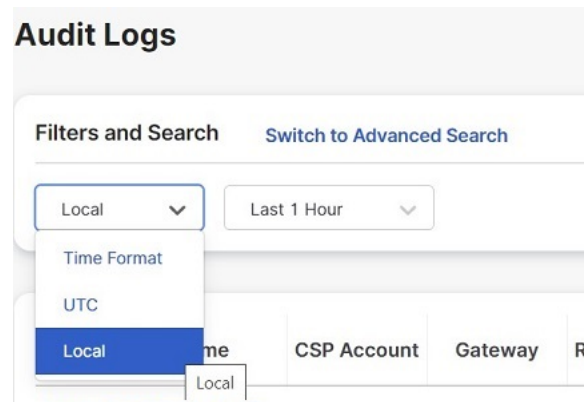 Audit Logs
Filters and Search Switch to Advanced Search
Local Last 1 Hour
Time Format
UTC
Local
me CSP Account Gateway R
Local